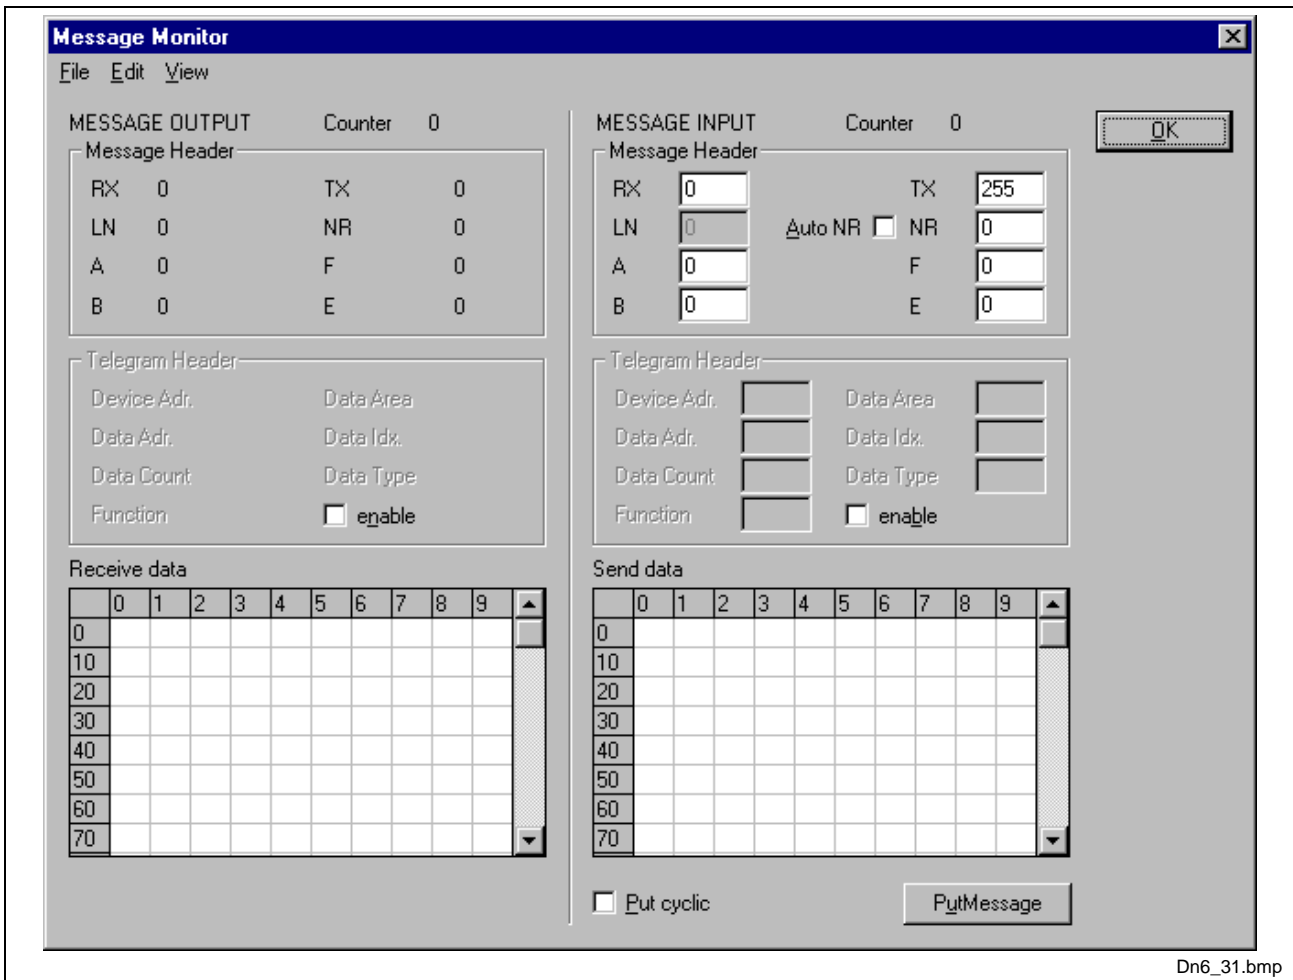 Message Monitor
File Edit View
MESSAGE OUTPUT Counter 0
Message Header
RX 0 TX 0
LN 0 NR 0
A 0 F 0
B 0 E 0
Telegram Header
Device Adr. Data Area
Data Adr. Data Idx.
Data Count Data Type
Function enable
Receive data
0 1 2 3 4 5 6 7 8 9
0
10
20
30
40
50
60
70
MESSAGE INPUT Counter 0
Message Header
RX 0 TX 255
LN 0 Auto NR NR 0
A 0 F 0
B 0 E 0
Telegram Header
Device Adr. Data Area
Data Adr. Data Idx.
Data Count Data Type
Function enable
Send data
0 1 2 3 4 5 6 7 8 9
0
10
20
30
40
50
60
70
Put cyclic PutMessage
OK
Dn6_31.bmp